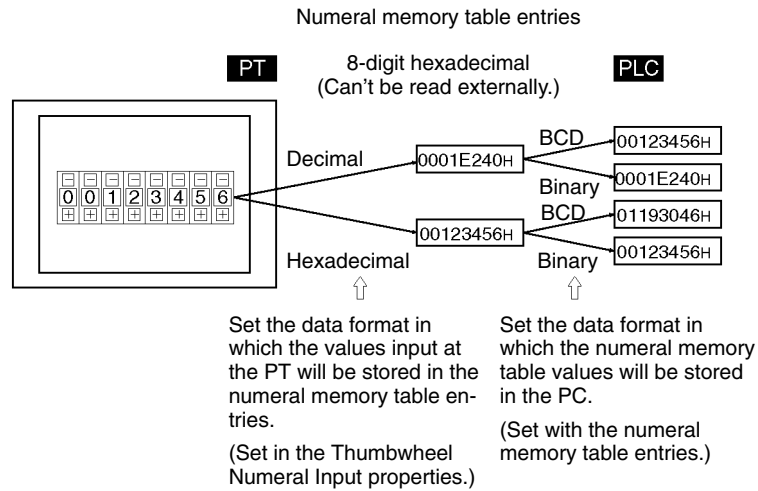 Numeral memory table entries
PT
8-digit hexadecimal
(Can't be read externally.)
PLC
Decimal
0001E240H
BCD
00123456H
Binary
0001E240H
0 0 1 2 3 4 5 6
Hexadecimal
00123456H
BCD
01193046H
Binary
00123456H
Set the data format in
which the values input at
the PT will be stored in the
numeral memory table en-
tries.
(Set in the Thumbwheel
Numeral Input properties.)
Set the data format in
which the numeral memory
table values will be stored
in the PC.
(Set with the numeral
memory table entries.)